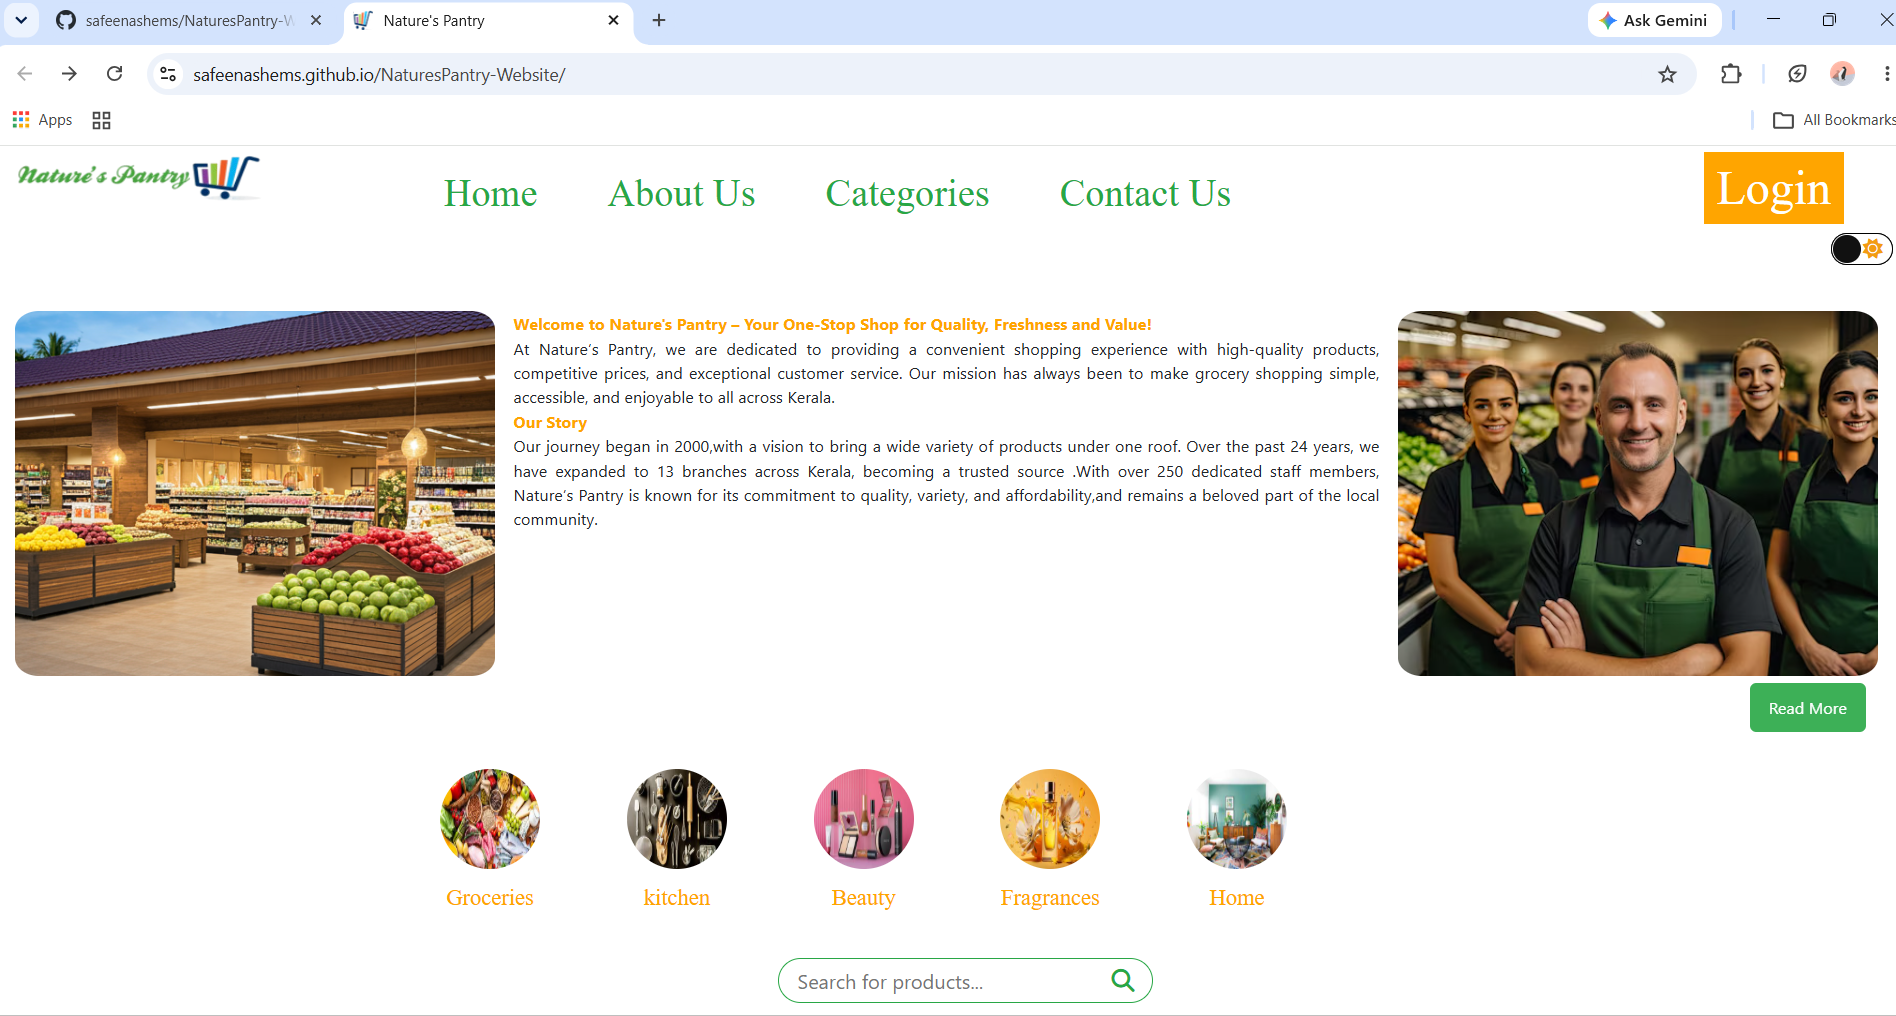 safeenashems/NaturesPantry-W
Nature's Pantry
Ask Gemini
safeenashems.github.io/NaturesPantry-Website/
Apps
All Bookmarks
Nature's Pantry
Home
About Us
Categories
Contact Us
Login
Welcome to Nature's Pantry – Your One-Stop Shop for Quality, Freshness and Value!
At Nature's Pantry, we are dedicated to providing a convenient shopping experience with high-quality products,
competitive prices, and exceptional customer service. Our mission has always been to make grocery shopping simple,
accessible, and enjoyable to all across Kerala.
Our Story
Our journey began in 2000,with a vision to bring a wide variety of products under one roof. Over the past 24 years, we
have expanded to 13 branches across Kerala, becoming a trusted source .With over 250 dedicated staff members,
Nature's Pantry is known for its commitment to quality, variety, and affordability,and remains a beloved part of the local
community.
Read More
Groceries
kitchen
Beauty
Fragrances
Home
Search for products...